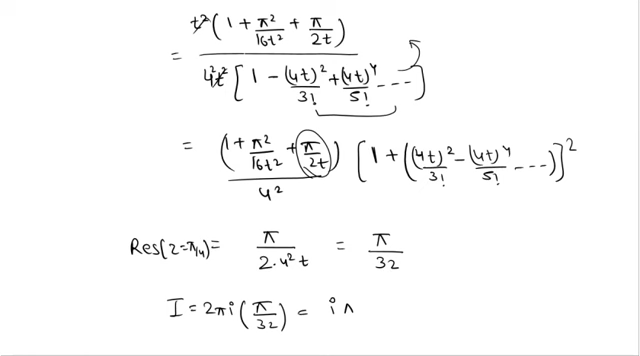 t² (1 + π²/16t² + π/2t)
= ―――――――――――
4²t² [1 - (4t)²/3! + (4t)⁴/5! ---]²
= (1 + π²/16t² + π/2t)/4² [1 + ((4t)²/3! - (4t)⁴/5! ---]²
Res(z=π/4) = π/2·4²t = π/32
I = 2πi (π/32) = i